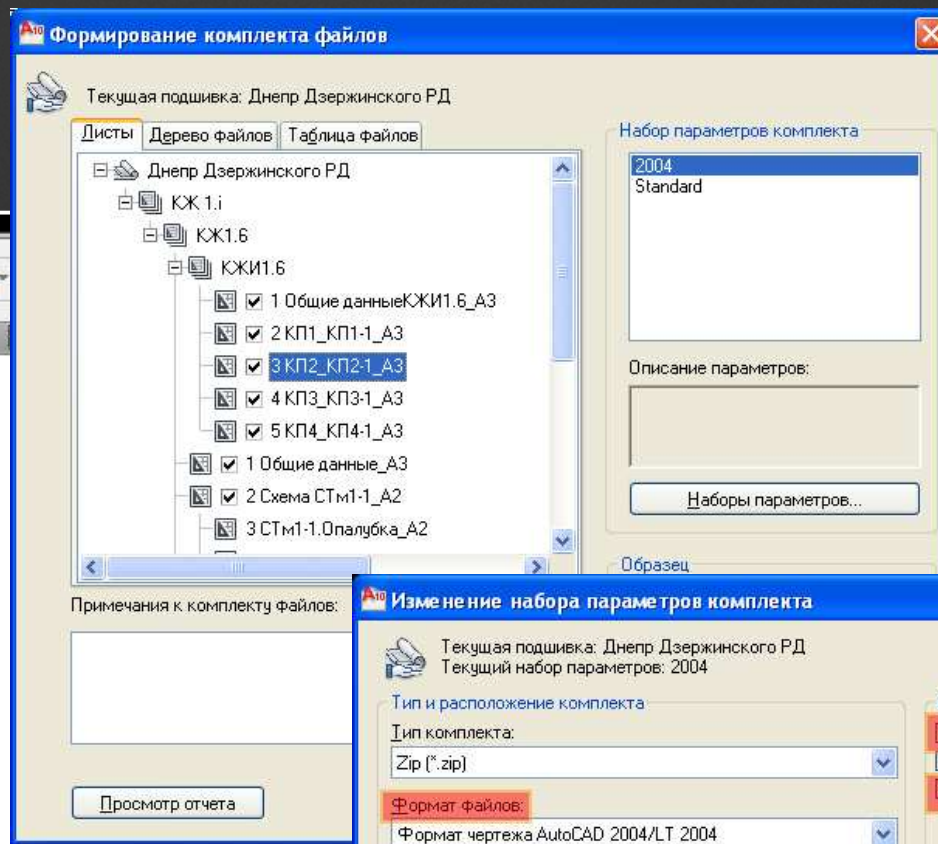 Формирование комплекта файлов
Текущая подшивка: Днепр Дзержинского РД
Листы Дерево файлов Таблица файлов
Днепр Дзержинского РД
КЖ 1.i
КЖ1.6
КЖИ1.6
1 Общие данныеКЖИ1.6_А3
2 КП1_КП1-1_А3
3 КП2_КП2-1_А3
4 КП3_КП3-1_А3
5 КП4_КП4-1_А3
1 Общие данные_А3
2 Схема СТм1-1_А2
3 СТм1-1.Опалубка_А2
Примечания к комплекту файлов:
Просмотр отчета
Набор параметров комплекта
2004
Standard
Описание параметров:
Наборы параметров...
Образец
Изменение набора параметров комплекта
Текущая подшивка: Днепр Дзержинского РД
Текущий набор параметров: 2004
Тип и расположение комплекта
Тип комплекта:
Zip (*.zip)
Формат файлов:
Формат чертежа AutoCAD 2004/LT 2004